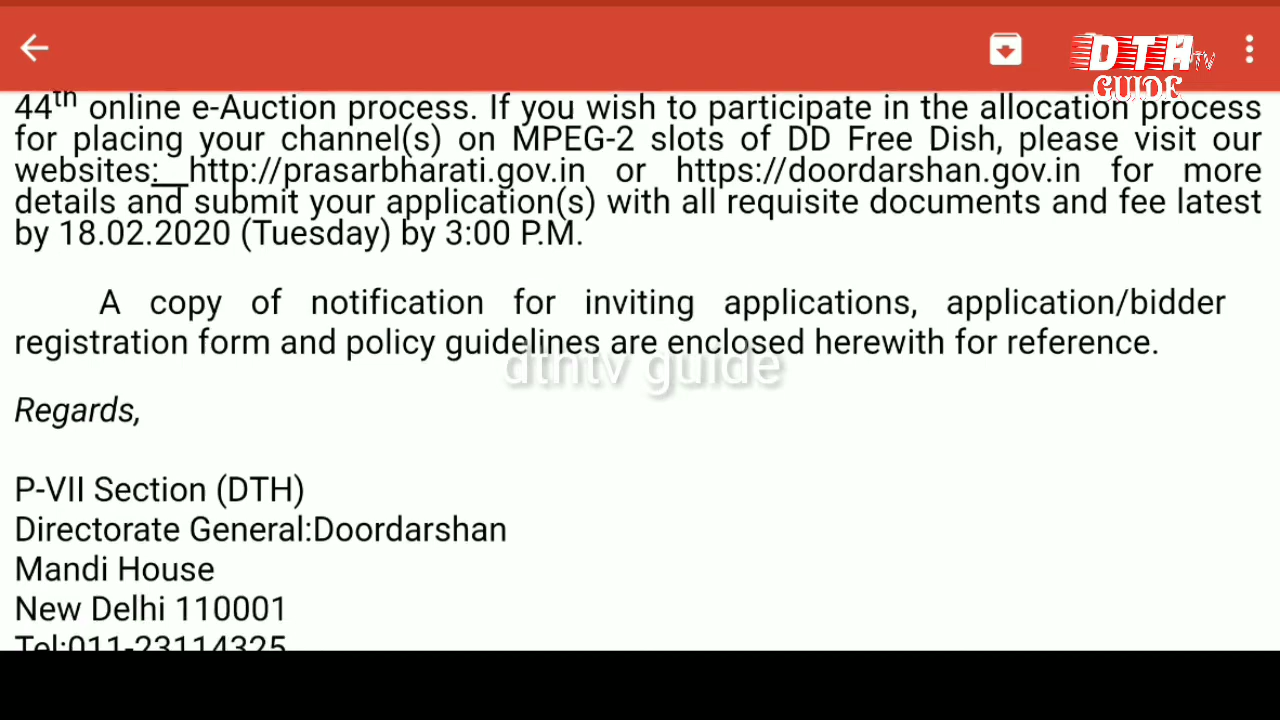 DTH TV
GUIDE
44th online e-Auction process. If you wish to participate in the allocation process
for placing your channel(s) on MPEG-2 slots of DD Free Dish, please visit our
websites: http://prasarbharati.gov.in or https://doordarshan.gov.in for more
details and submit your application(s) with all requisite documents and fee latest
by 18.02.2020 (Tuesday) by 3:00 P.M.
A copy of notification for inviting applications, application/bidder
registration form and policy guidelines are enclosed herewith for reference.
dthtv guide
Regards,
P-VII Section (DTH)
Directorate General:Doordarshan
Mandi House
New Delhi 110001
Tel:011-23114325